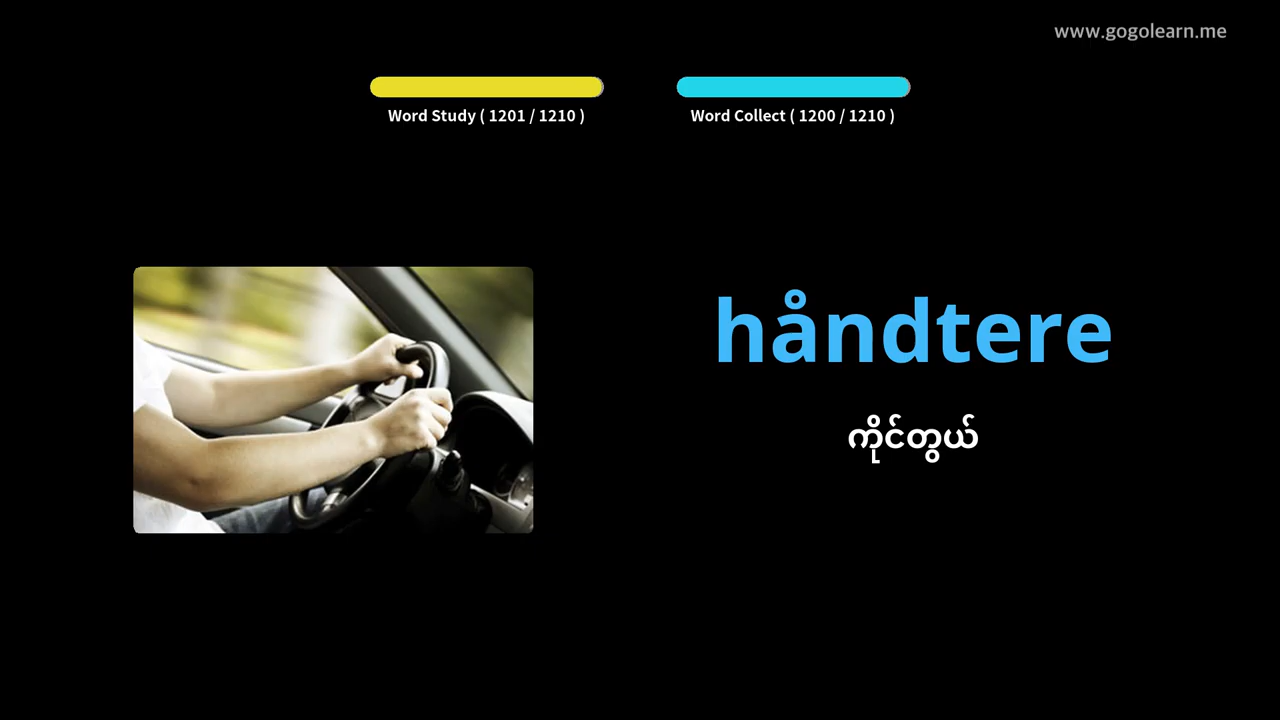 www.gogolearn.me
Word Study ( 1201 / 1210 )
Word Collect ( 1200 / 1210 )
håndtere
ကိုင်တွယ်